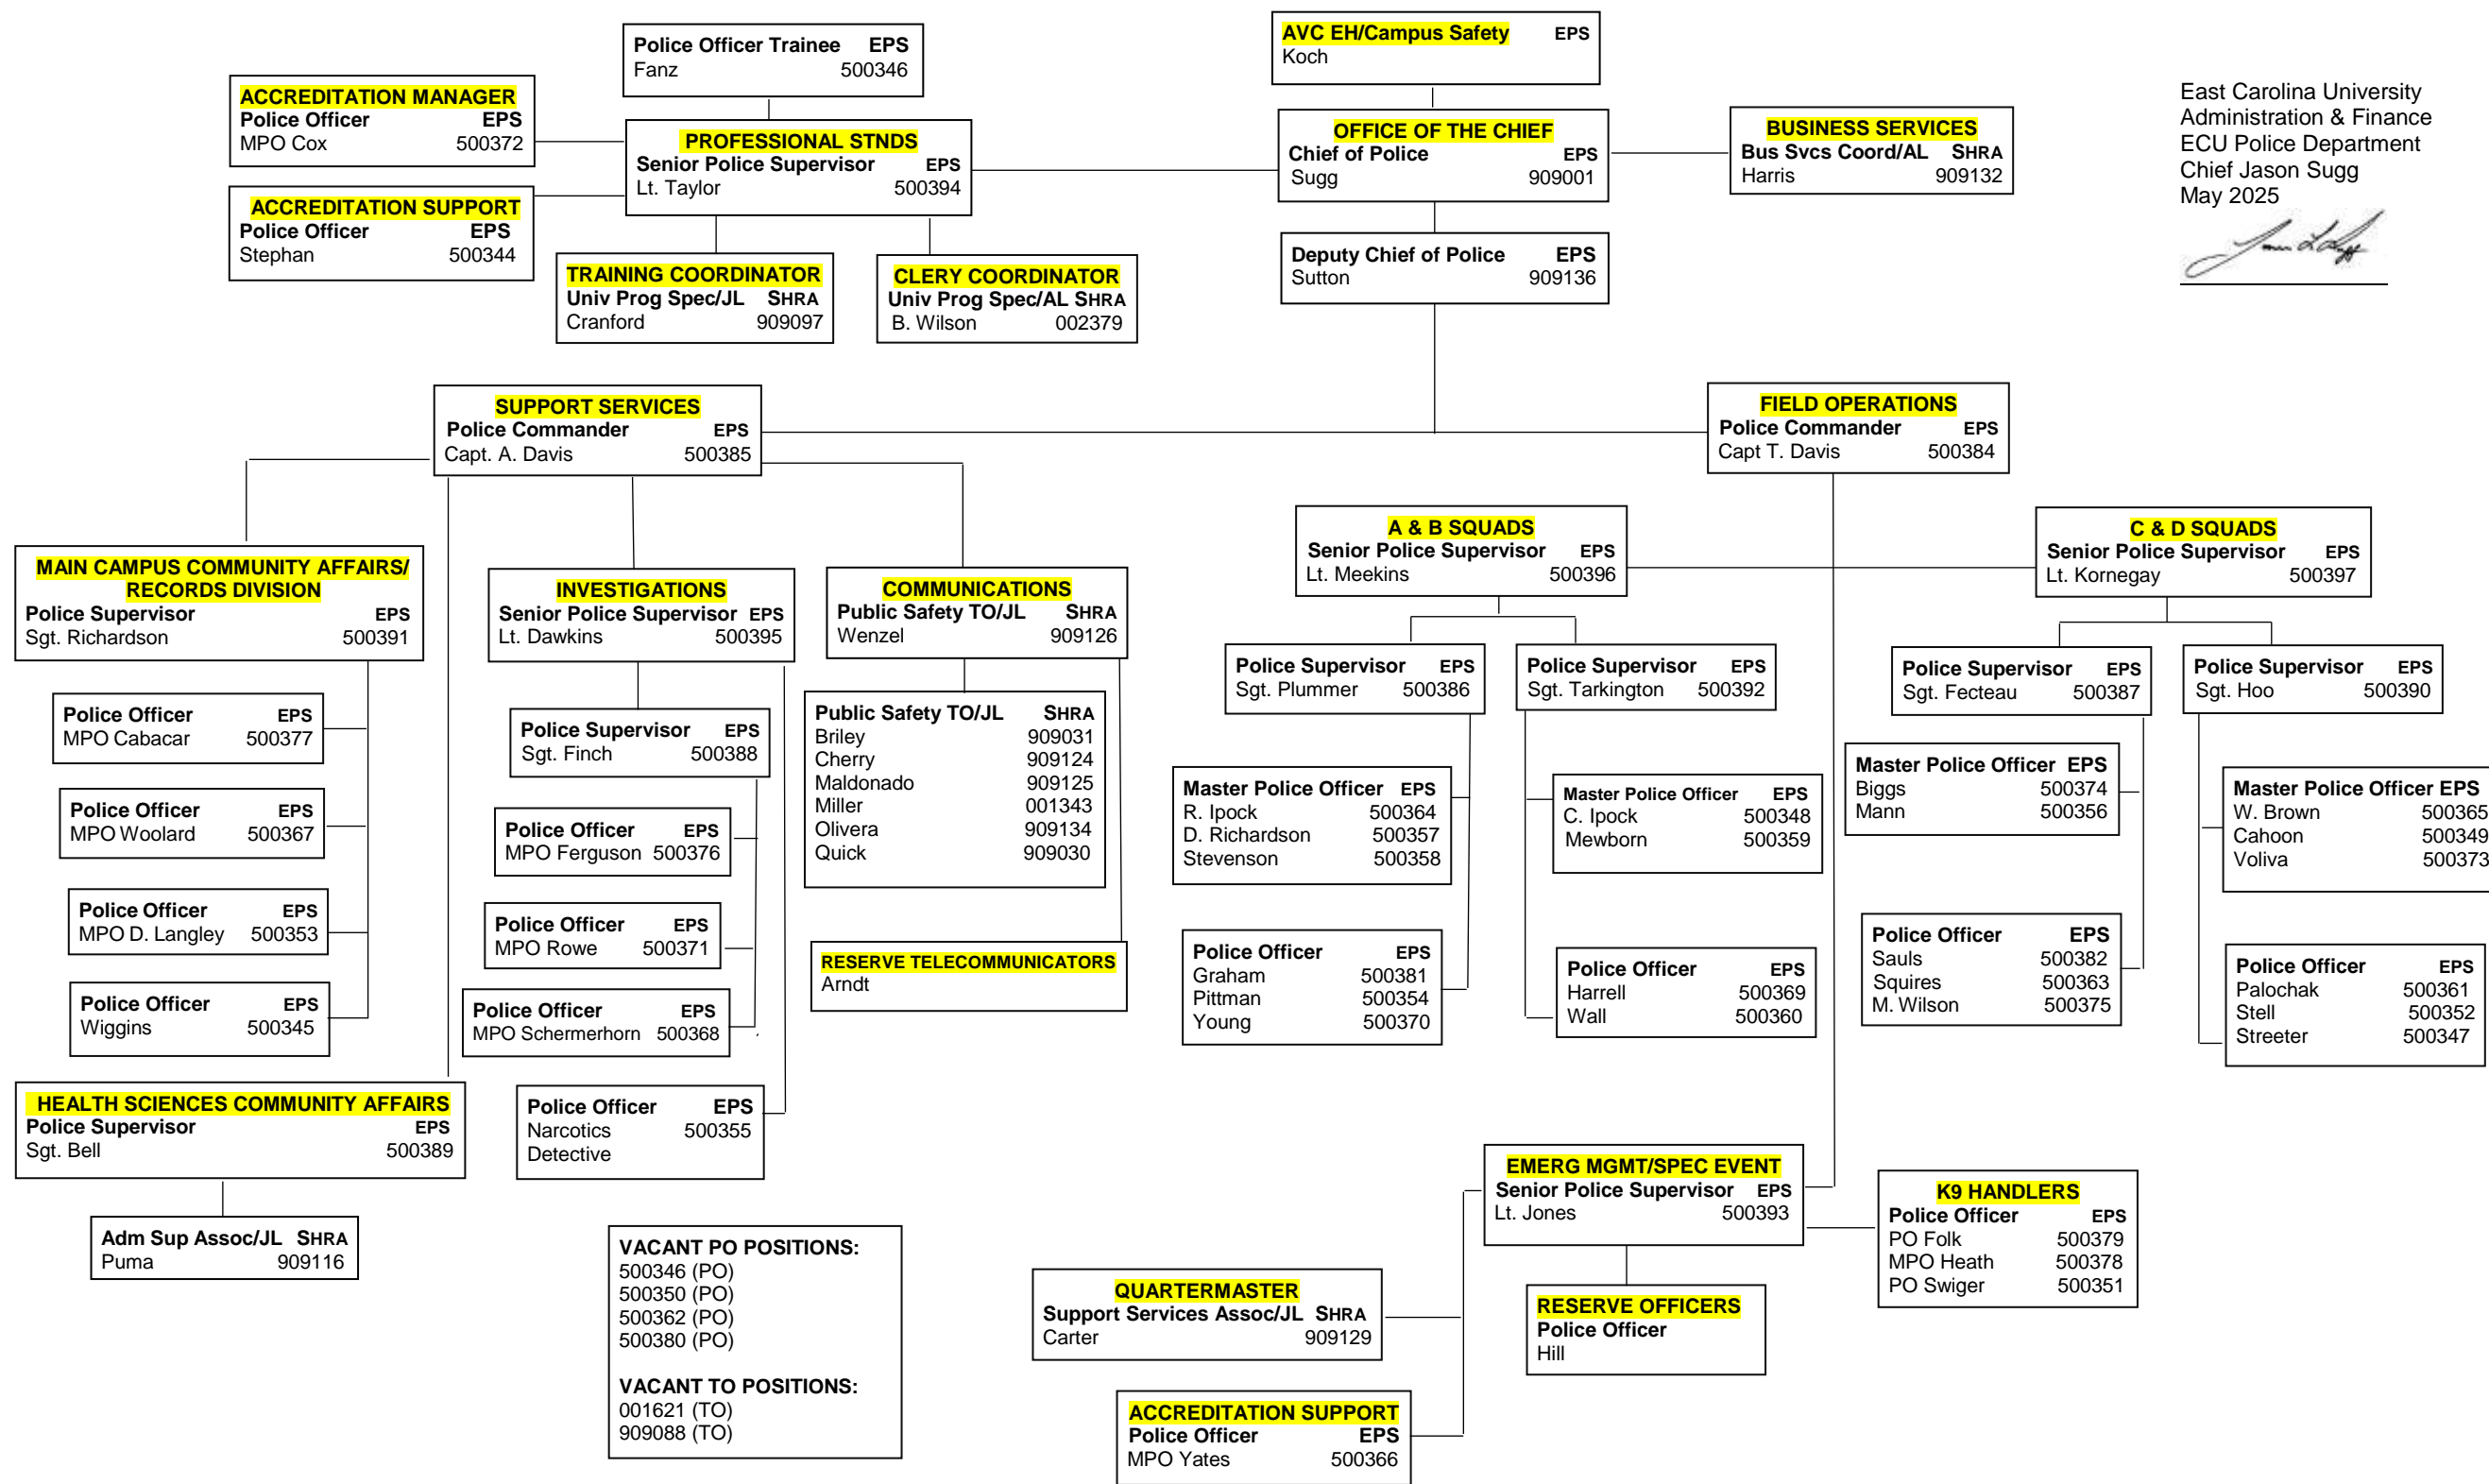 Police Officer Trainee EPS
Fanz 500346
AVC EH/Campus Safety EPS
Koch
East Carolina University
Administration & Finance
ECU Police Department
Chief Jason Sugg
May 2025
ACCREDITATION MANAGER
Police Officer EPS
MPO Cox 500372
PROFESSIONAL STNDS
Senior Police Supervisor EPS
Lt. Taylor 500394
OFFICE OF THE CHIEF
Chief of Police EPS
Sugg 909001
BUSINESS SERVICES
Bus Svcs Coord/AL SHRA
Harris 909132
ACCREDITATION SUPPORT
Police Officer EPS
Stephan 500344
TRAINING COORDINATOR
Univ Prog Spec/JL SHRA
Cranford 909097
CLERY COORDINATOR
Univ Prog Spec/AL SHRA
B. Wilson 002379
Deputy Chief of Police EPS
Sutton 909136
SUPPORT SERVICES
Police Commander EPS
Capt. A. Davis 500385
FIELD OPERATIONS
Police Commander EPS
Capt T. Davis 500384
MAIN CAMPUS COMMUNITY AFFAIRS/
RECORDS DIVISION
Police Supervisor EPS
Sgt. Richardson 500391
Police Officer EPS
MPO Cabacar 500377
Police Officer EPS
MPO Woolard 500367
Police Officer EPS
MPO D. Langley 500353
Police Officer EPS
Wiggins 500345
HEALTH SCIENCES COMMUNITY AFFAIRS
Police Supervisor EPS
Sgt. Bell 500389
Adm Sup Assoc/JL SHRA
Puma 909116
INVESTIGATIONS
Senior Police Supervisor EPS
Lt. Dawkins 500395
Police Supervisor EPS
Sgt. Finch 500388
Police Officer EPS
MPO Ferguson 500376
Police Officer EPS
MPO Rowe 500371
Police Officer EPS
MPO Schermerhorn 500368
Police Officer EPS
Narcotics 500355
Detective
COMMUNICATIONS
Public Safety TO/JL SHRA
Wenzel 909126
Public Safety TO/JL SHRA
Briley 909031
Cherry 909124
Maldonado 909125
Miller 001343
Olivera 909134
Quick 909030
RESERVE TELECOMMUNICATORS
Arndt
VACANT PO POSITIONS:
500346 (PO)
500350 (PO)
500362 (PO)
500380 (PO)
VACANT TO POSITIONS:
001621 (TO)
909088 (TO)
A & B SQUADS
Senior Police Supervisor EPS
Lt. Meekins 500396
Police Supervisor EPS
Sgt. Plummer 500386
Master Police Officer EPS
R. Ipock 500364
D. Richardson 500357
Stevenson 500358
Police Officer EPS
Graham 500381
Pittman 500354
Young 500370
Police Supervisor EPS
Sgt. Tarkington 500392
Master Police Officer EPS
C. Ipock 500348
Mewborn 500359
Police Officer EPS
Harrell 500369
Wall 500360
C & D SQUADS
Senior Police Supervisor EPS
Lt. Kornegay 500397
Police Supervisor EPS
Sgt. Fecteau 500387
Master Police Officer EPS
Biggs 500374
Mann 500356
Police Officer EPS
Sauls 500382
Squires 500363
M. Wilson 500375
Police Supervisor EPS
Sgt. Hoo 500390
Master Police Officer EPS
W. Brown 500365
Cahoon 500349
Voliva 500373
Police Officer EPS
Palochak 500361
Stell 500352
Streeter 500347
EMERG MGMT/SPEC EVENT
Senior Police Supervisor EPS
Lt. Jones 500393
K9 HANDLERS
Police Officer EPS
PO Folk 500379
MPO Heath 500378
PO Swiger 500351
QUARTERMASTER
Support Services Assoc/JL SHRA
Carter 909129
RESERVE OFFICERS
Police Officer
Hill
ACCREDITATION SUPPORT
Police Officer EPS
MPO Yates 500366